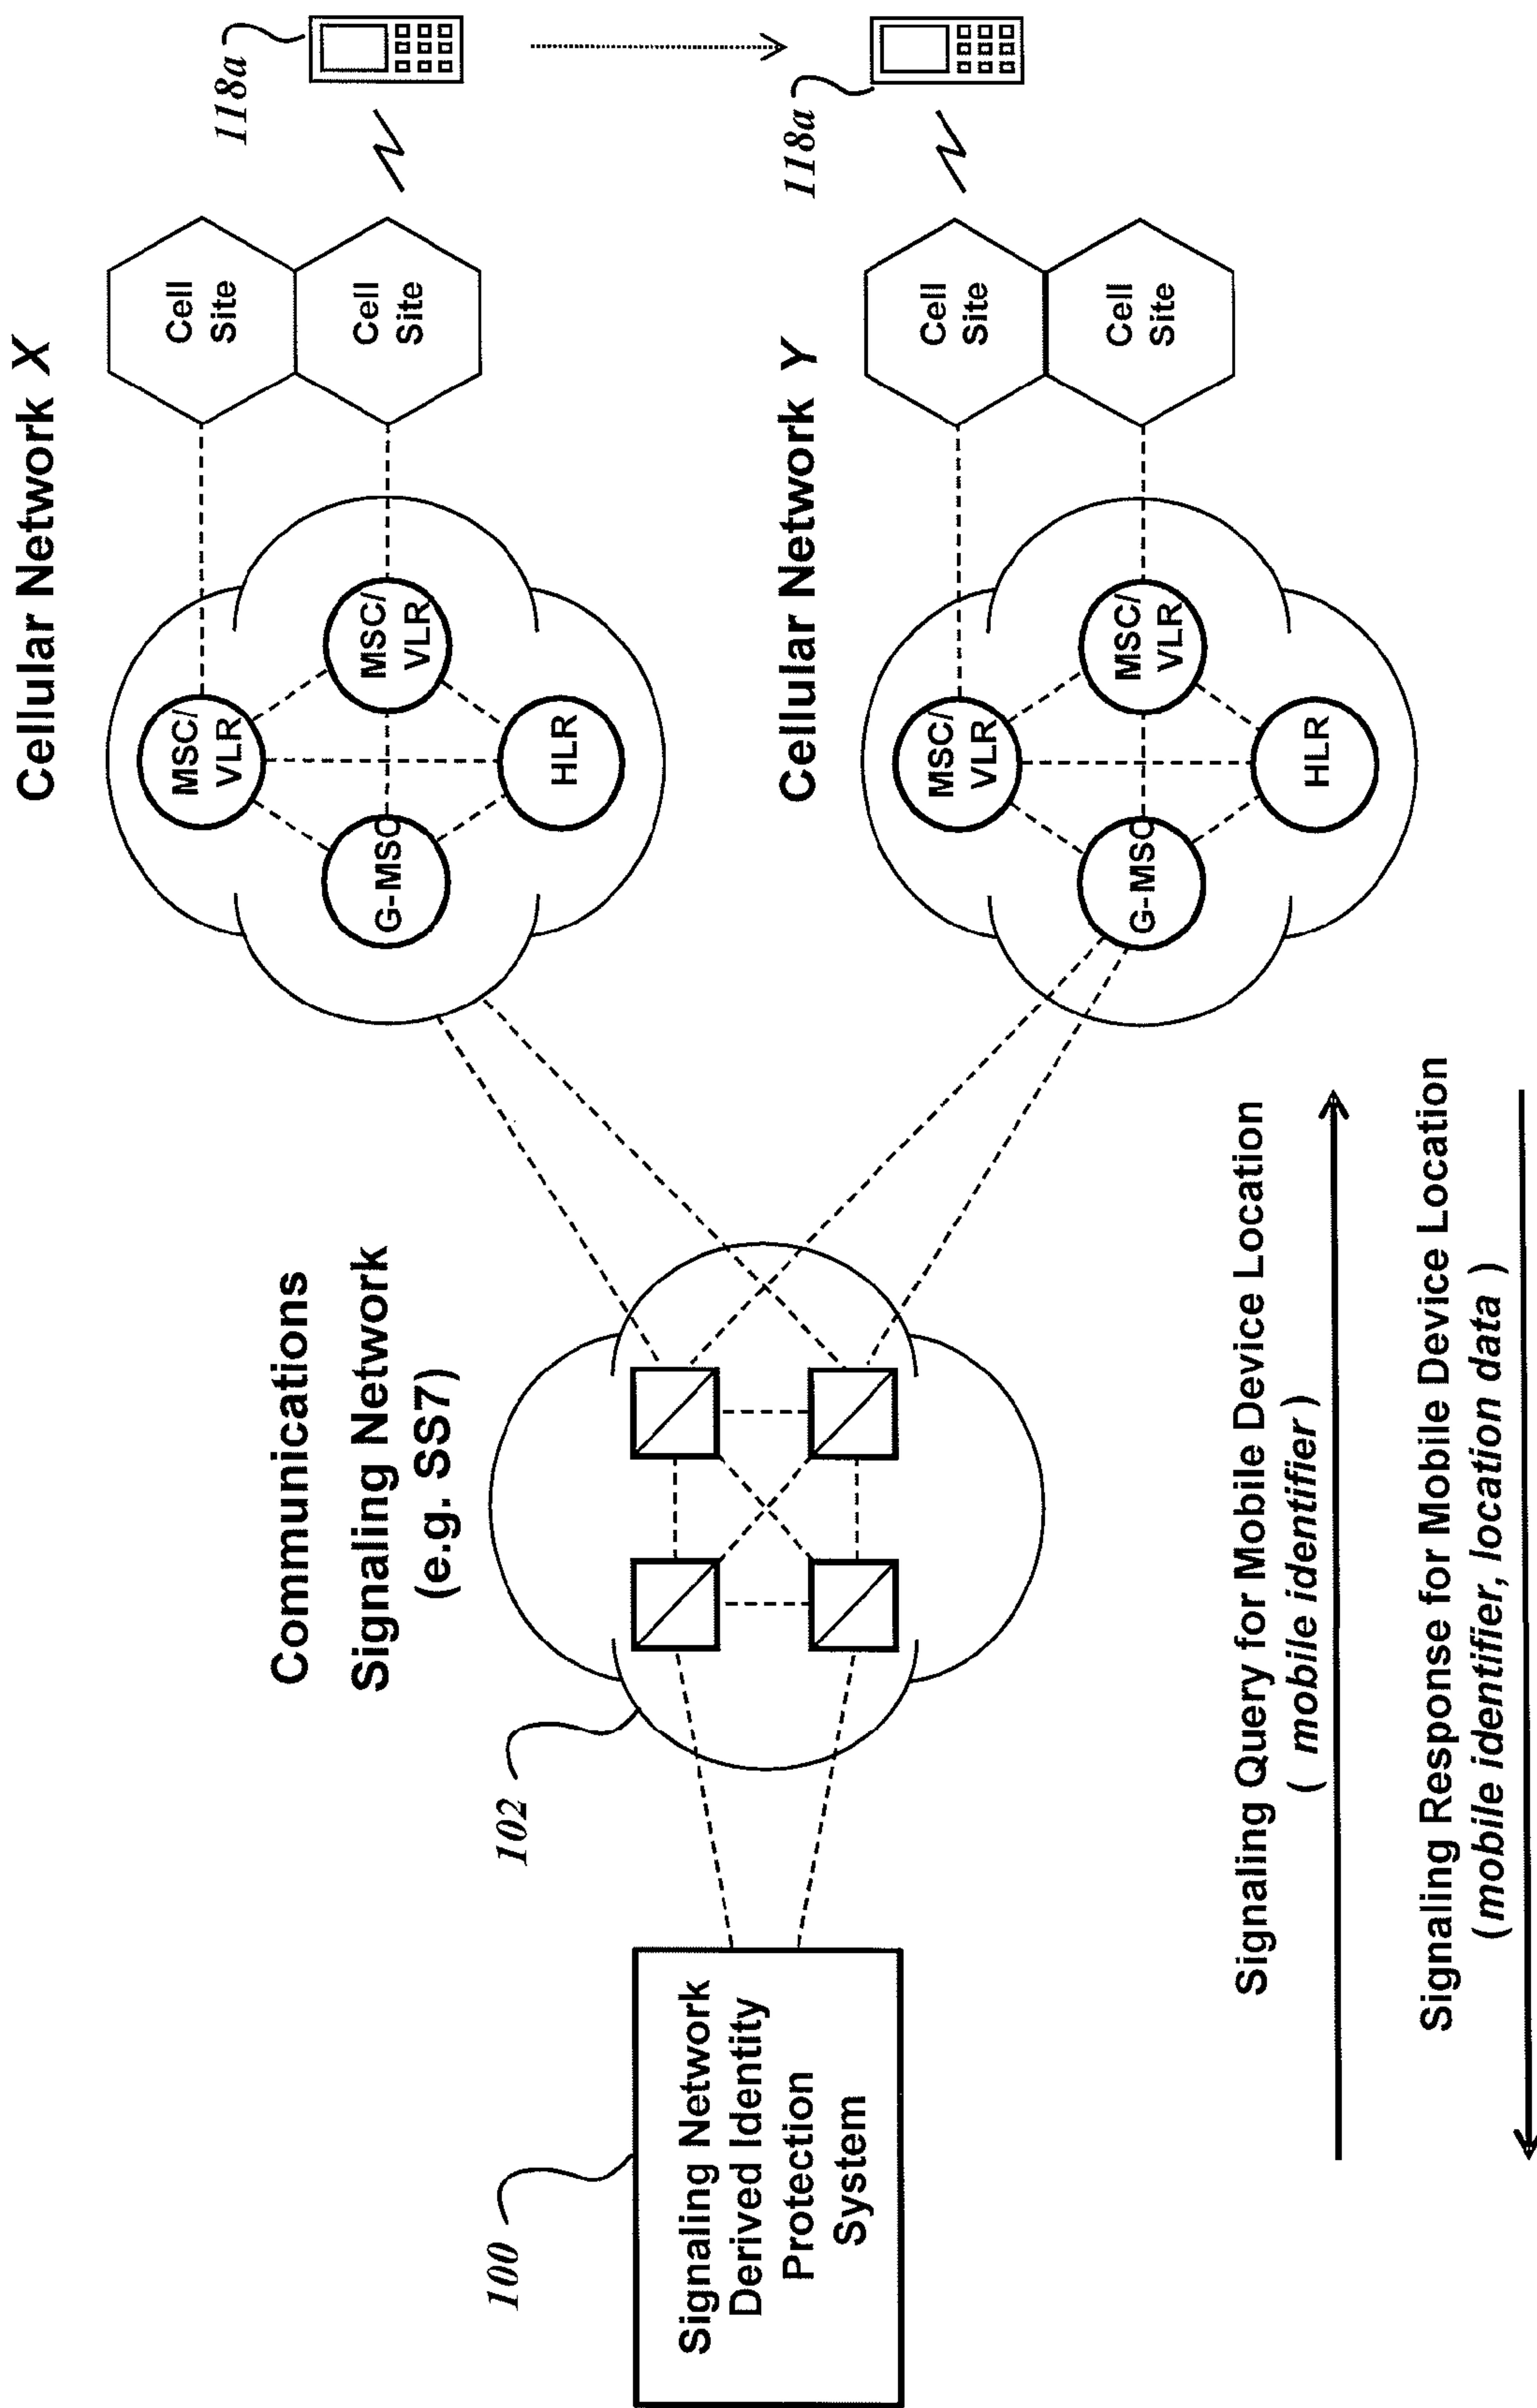 Cellular Network X
118a
Cell
Site
Cell
Site
MSC/
VLR
MSC/
VLR
G-MSC
HLR
Communications
Signaling Network
(e.g. SS7)
102
100
Signaling Network
Derived Identity
Protection
System
Cellular Network Y
118a
Cell
Site
Cell
Site
MSC/
VLR
MSC/
VLR
G-MSC
HLR
Signaling Query for Mobile Device Location
( mobile identifier )
Signaling Response for Mobile Device Location
(mobile identifier, location data )